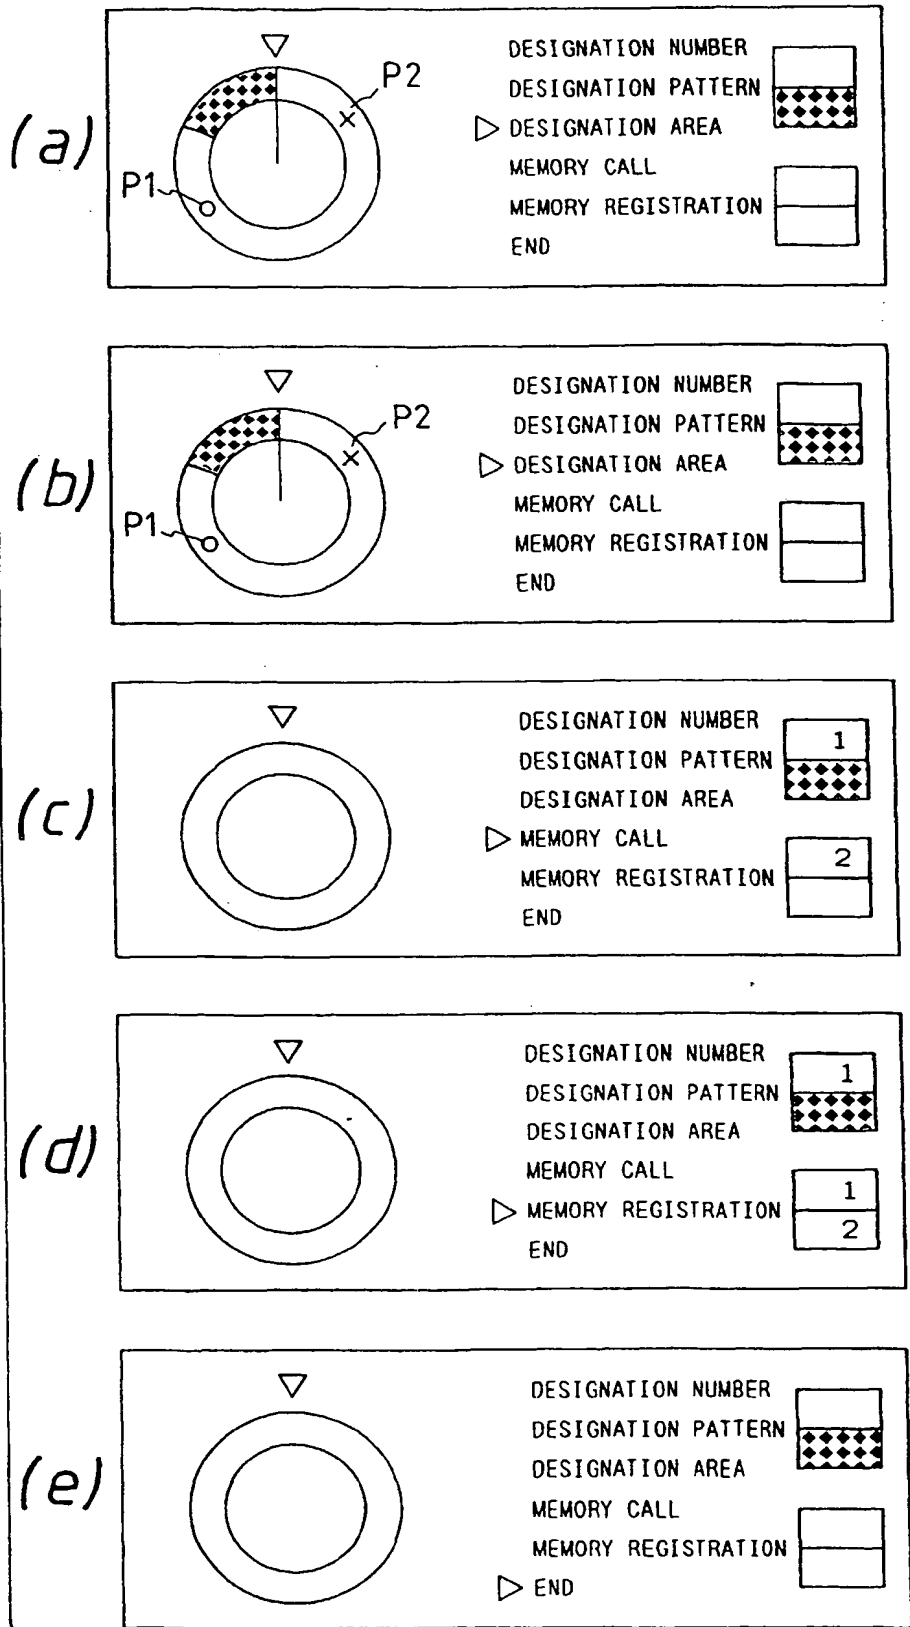 (a)
P1
P2
DESIGNATION NUMBER
DESIGNATION PATTERN
DESIGNATION AREA
MEMORY CALL
MEMORY REGISTRATION
END
(b)
P1
P2
DESIGNATION NUMBER
DESIGNATION PATTERN
DESIGNATION AREA
MEMORY CALL
MEMORY REGISTRATION
END
(c)
DESIGNATION NUMBER 1
DESIGNATION PATTERN
DESIGNATION AREA
MEMORY CALL 2
MEMORY REGISTRATION
END
(d)
DESIGNATION NUMBER 1
DESIGNATION PATTERN
DESIGNATION AREA
MEMORY CALL 1
MEMORY REGISTRATION 2
END
(e)
DESIGNATION NUMBER
DESIGNATION PATTERN
DESIGNATION AREA
MEMORY CALL
MEMORY REGISTRATION
END